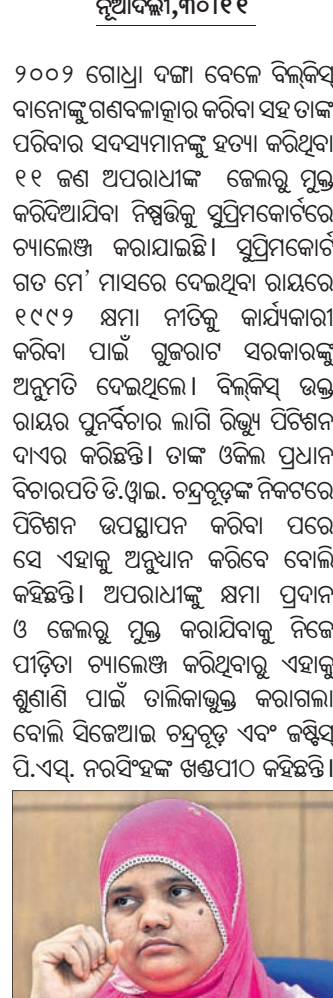 ନୂଆଦିଲ୍ଲୀ,୩୦।୧୧
୨୦୦୨ ଗୋଧ୍ରା ଦଙ୍ଗା ବେଳେ ବିଲ୍‌କିସ୍
ବାନୋଙ୍କୁ ଗଣବଳାତ୍କାର କରିବା ସହ ତାଙ୍କ
ପରିବାର ସଦସ୍ୟମାନଙ୍କୁ ହତ୍ୟା କରିଥିବା
୧୧ ଜଣ ଅପରାଧୀଙ୍କ ଜେଲରୁ ମୁକ୍ତ
କରିଦିଆଯିବା ନିଷ୍ପତ୍ତିକୁ ସୁପ୍ରିମକୋର୍ଟରେ
ଚ୍ୟାଲେଞ୍ଜ କରାଯାଇଛି। ସୁପ୍ରିମକୋର୍ଟ
ଗତ ମେ' ମାସରେ ଦେଇଥିବା ରାୟରେ
୧୯୯୨ କ୍ଷମା ନୀତିକୁ କାର୍ଯ୍ୟକାରୀ
କରିବା ପାଇଁ ଗୁଜରାଟ ସରକାରଙ୍କୁ
ଅନୁମତି ଦେଇଥିଲେ। ବିଲ୍‌କିସ୍ ଉକ୍ତ
ରାୟର ପୁନର୍ବିଚାର ଲାଗି ରିଭ୍ୟୁ ପିଟିଶନ
ଦାଏର କରିଛନ୍ତି। ତାଙ୍କ ଓକିଲ ପ୍ରଧାନ
ବିଚାରପତି ଡି.ୱାଇ. ଚନ୍ଦ୍ରଚୂଡ଼ଙ୍କ ନିକଟରେ
ପିଟିଶନ ଉପସ୍ଥାପନ କରିବା ପରେ
ସେ ଏହାକୁ ଅନୁଧ୍ୟାନ କରିବେ ବୋଲି
କହିଛନ୍ତି। ଅପରାଧୀଙ୍କୁ କ୍ଷମା ପ୍ରଦାନ
ଓ ଜେଲରୁ ମୁକ୍ତ କରାଯିବାକୁ ନିଜେ
ପୀଡ଼ିତା ଚ୍ୟାଲେଞ୍ଜ କରିଥିବାରୁ ଏହାକୁ
ଶୁଣାଣି ପାଇଁ ତାଲିକାଭୁକ୍ତ କରାଗଲା
ବୋଲି ସିଜେଆଇ ଚନ୍ଦ୍ରଚୂଡ଼ ଏବଂ ଜଷ୍ଟିସ୍
ପି.ଏସ୍. ନରସିଂହଙ୍କ ଖଣ୍ଡପୀଠ କହିଛନ୍ତି।